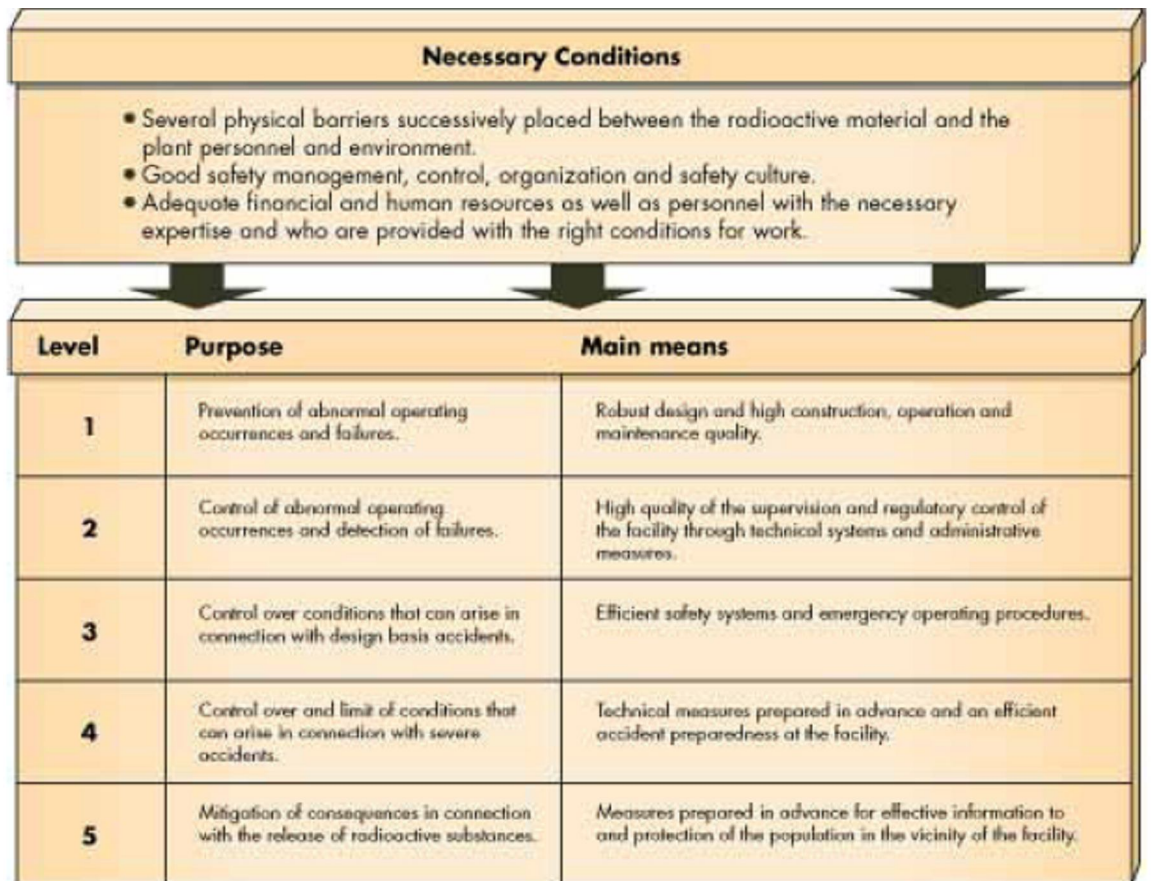 Necessary Conditions
• Several physical barriers successively placed between the radioactive material and the
plant personnel and environment.
• Good safety management, control, organization and safety culture.
• Adequate financial and human resources as well as personnel with the necessary
expertise and who are provided with the right conditions for work.
Level Purpose Main means
1
Prevention of abnormal operating
occurrences and failures.
Robust design and high construction, operation and
maintenance quality.
2
Control of abnormal operating
occurrences and detection of failures.
High quality of the supervision and regulatory control of
the facility through technical systems and administrative
measures.
3
Control over conditions that can arise in
connection with design basis accidents.
Efficient safety systems and emergency operating procedures.
4
Control over and limit of conditions that
can arise in connection with severe
accidents.
Technical measures prepared in advance and an efficient
accident preparedness at the facility.
5
Mitigation of consequences in connection
with the release of radioactive substances.
Measures prepared in advance for effective information to
and protection of the population in the vicinity of the facility.